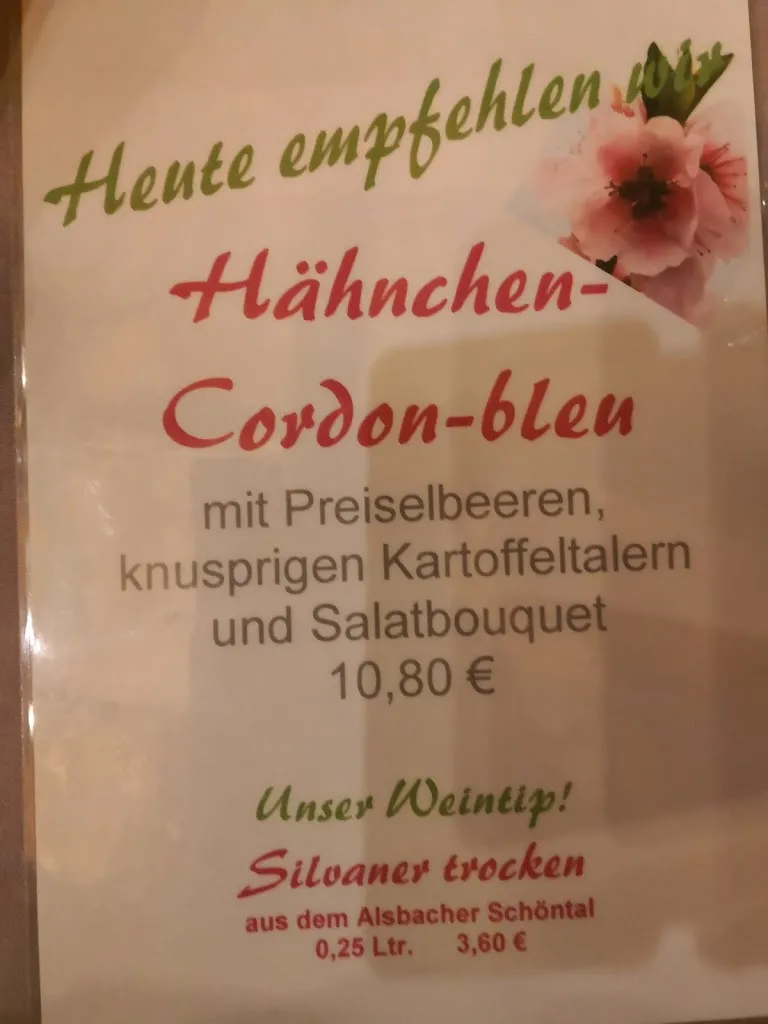 Heute empfehlen wir
Hähnchen-
Cordon-bleu
mit Preiselbeeren,
knusprigen Kartoffeltalern
und Salatbouquet
10,80 €
Unser Weintip!
Silvaner trocken
aus dem Alsbacher Schöntal
0,25 Ltr. 3,60 €